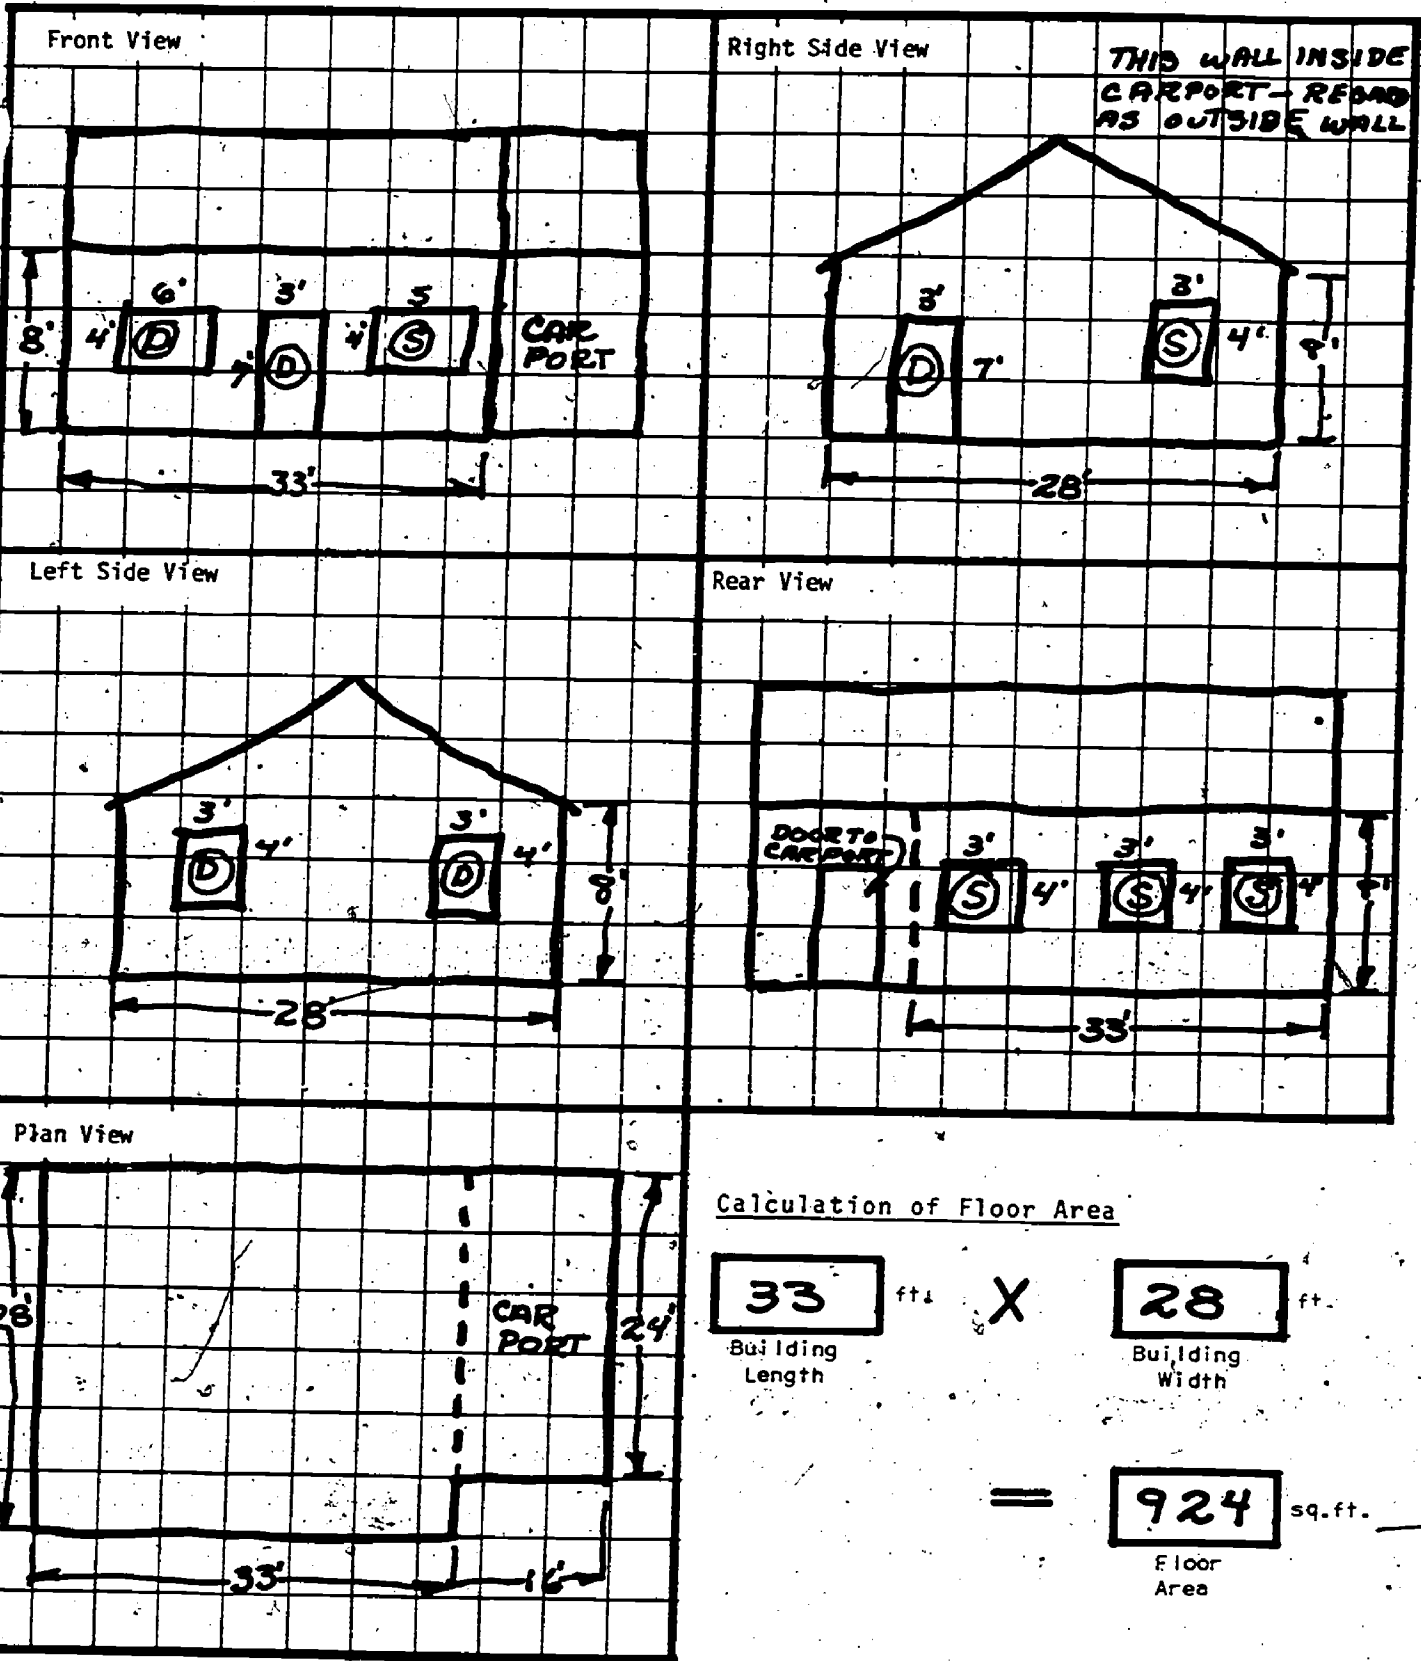 Front View
6'
3'
5
8'
4'
D
7'
D
4'
S
CAR
PORT
33'
Right Side View
THIS WALL INSIDE
CARPORT - REGARD
AS OUTSIDE WALL
3'
D
7'
3'
S
4'
8'
28'
Left Side View
3'
D
4'
3'
D
4'
8'
28'
Rear View
DOOR TO
CARPORT
3'
S
4'
3'
S
4'
3'
S
4'
8'
33'
Plan View
28'
CAR
PORT
24'
33'
16'
Calculation of Floor Area
33 ft. X 28 ft.
Building
Length
Building
Width
= 924 sq.ft.
Floor
Area